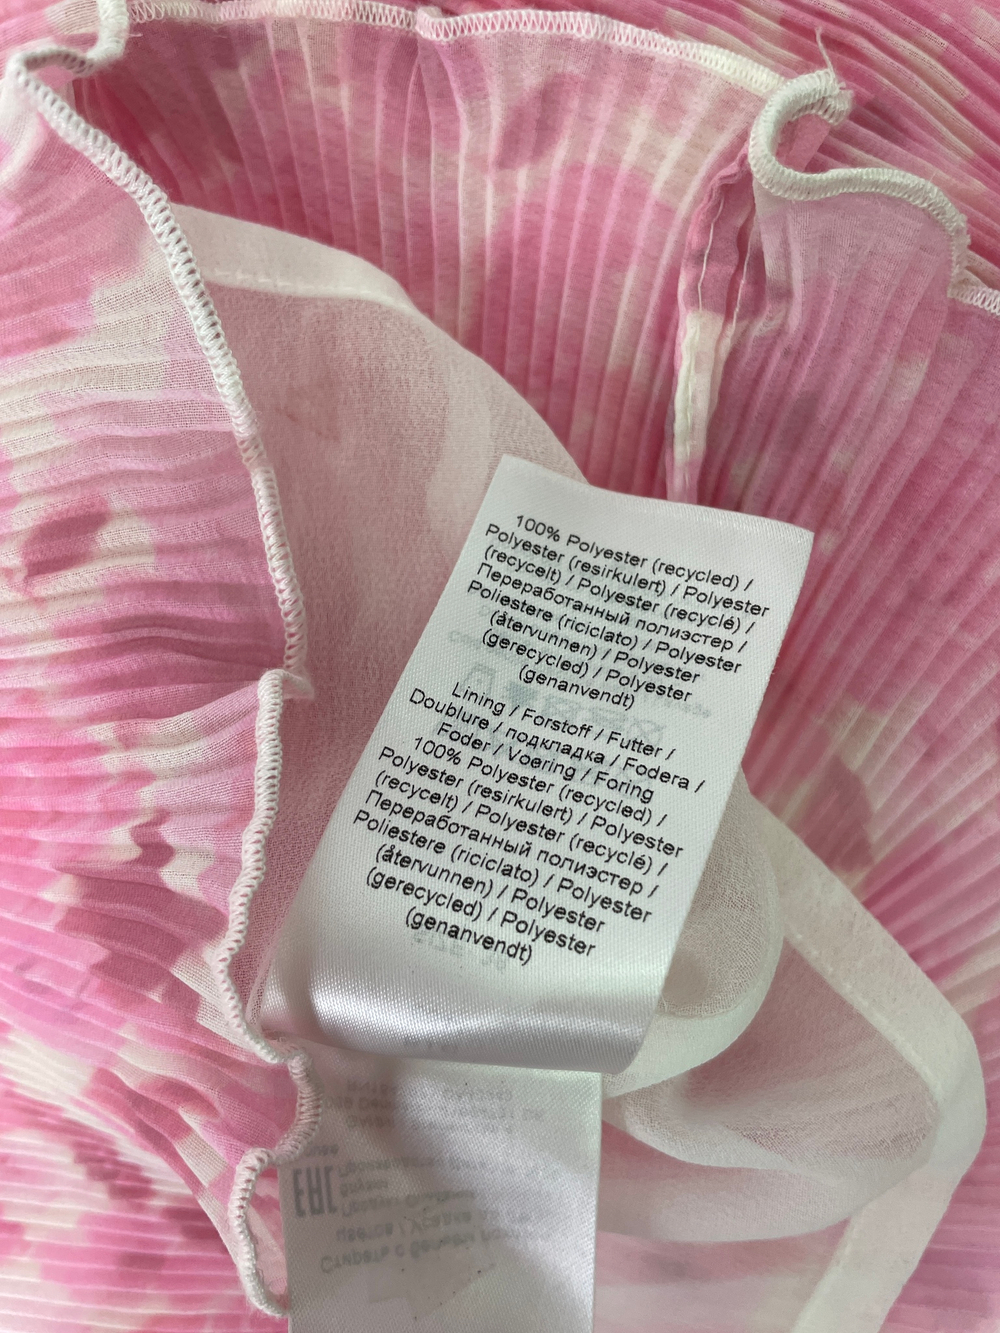 100% Polyester (recycled) /
Polyester (resirkulert) / Polyester
(recycelt) / Polyester (recyclé) /
Переработанный полиэстер /
Poliestere (riciclato) / Polyester
(återvunnen) / Polyester
(gerecycled) / Polyester
(genanvendt)
Lining / Forstoff / Futter /
Doublure / подкладка / Fodera /
Foder / Voering / Foring
100% Polyester (recycled) /
Polyester (resirkulert) / Polyester
(recycelt) / Polyester (recyclé) /
Переработанный полиэстер /
Poliestere (riciclato) / Polyester
(återvunnen) / Polyester
(gerecycled) / Polyester
(genanvendt)
EAC